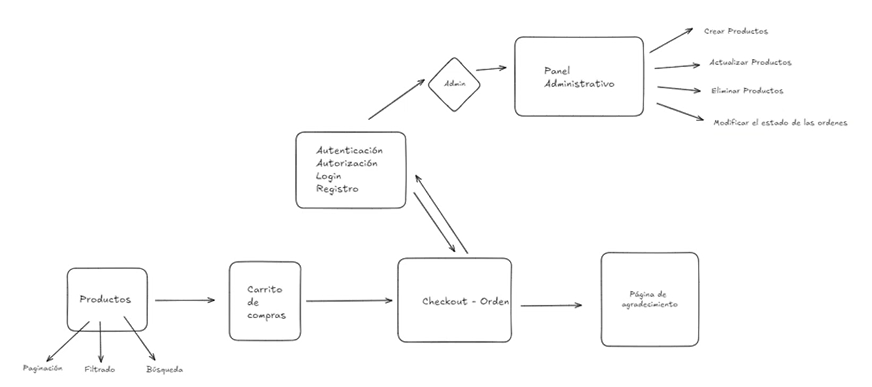 Crear Productos
Admin
Panel
Administrativo
Actualizar Productos
Eliminar Productos
Modificar el estado de las ordenes
Autenticación
Autorización
Login
Registro
Productos
Carrito
de
compras
Checkout - Orden
Página de
agradecimiento
Paginación
Filtrado
Búsqueda